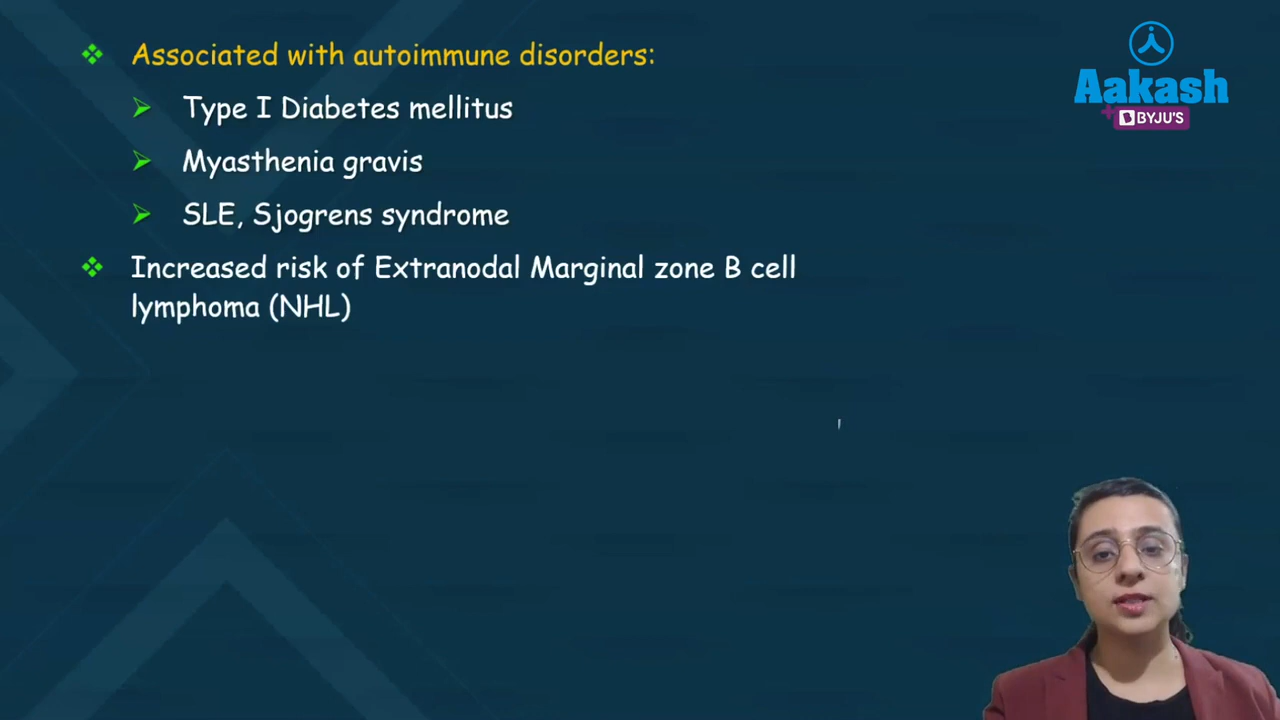 Associated with autoimmune disorders:
Type I Diabetes mellitus
Myasthenia gravis
SLE, Sjogrens syndrome
Increased risk of Extranodal Marginal zone B cell
lymphoma (NHL)
Aakash
+ BYJU'S